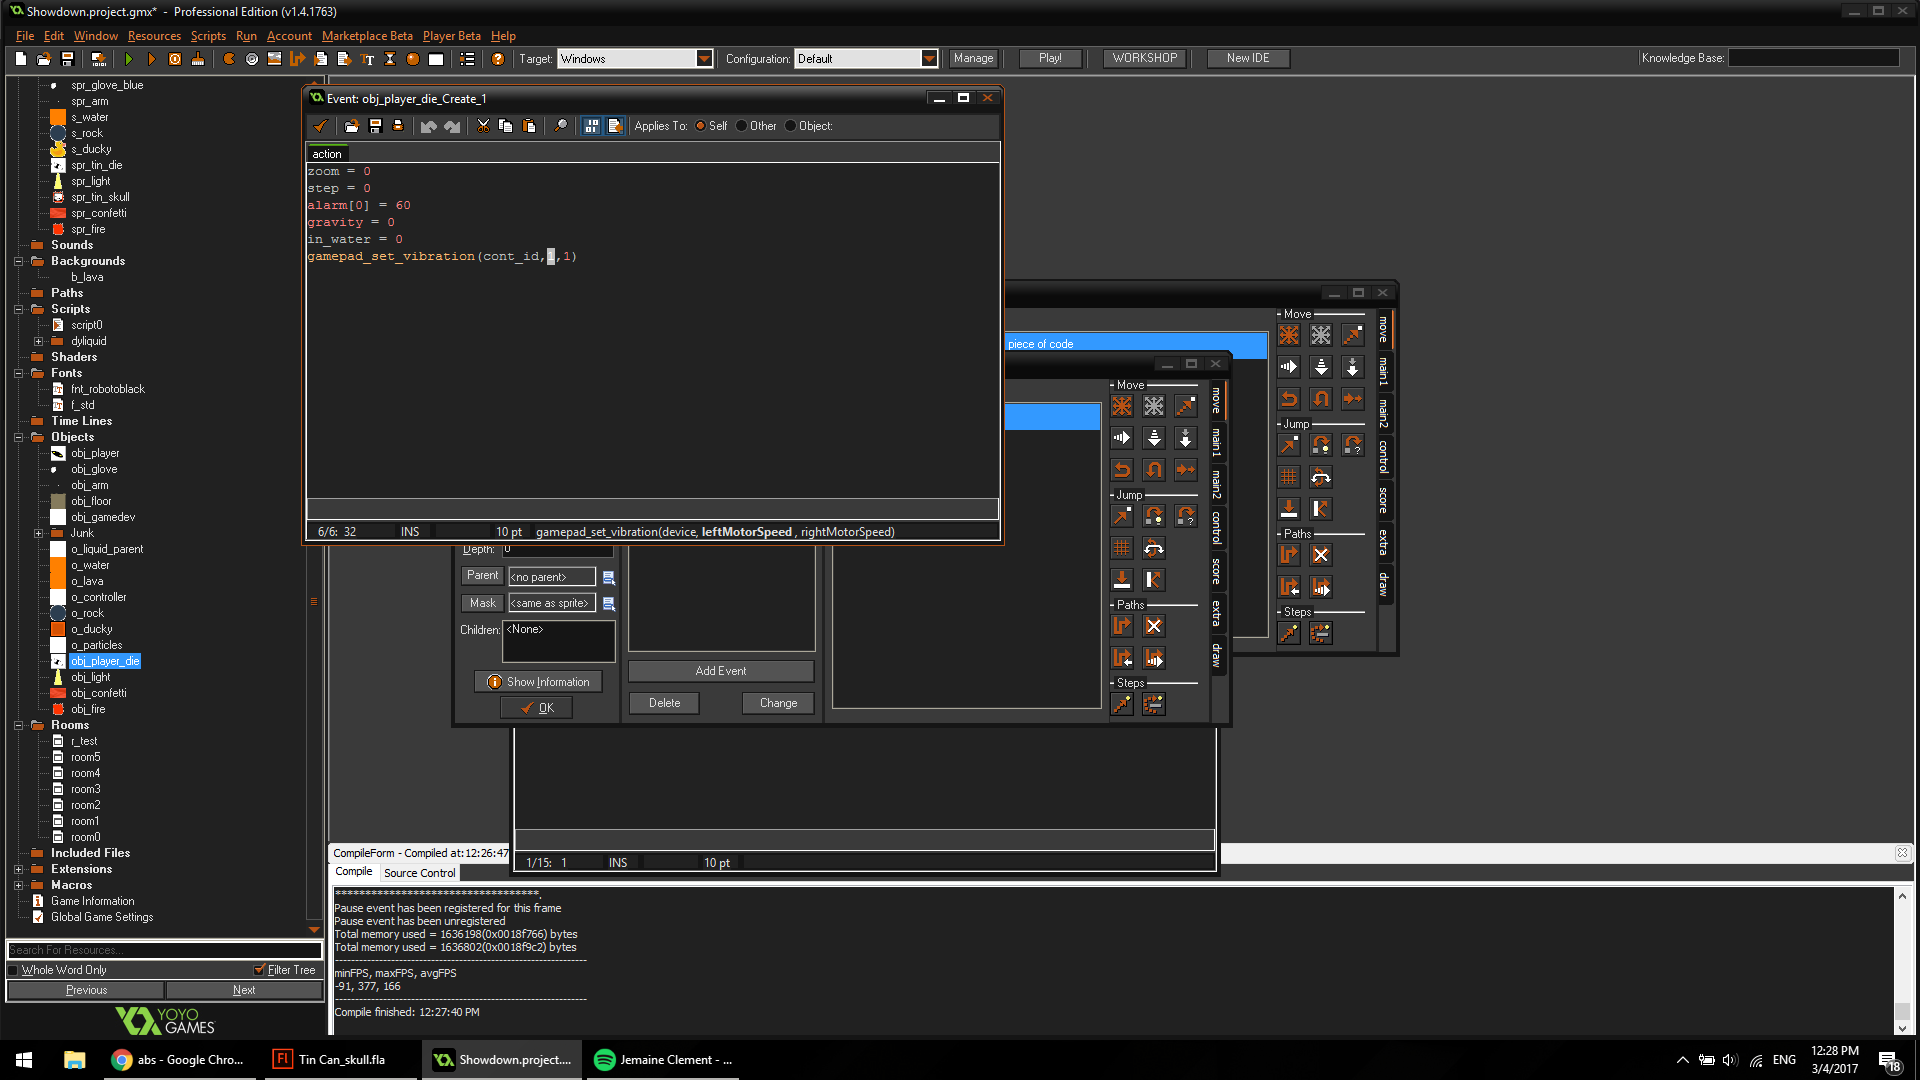 Showdown.project.gmx* - Professional Edition (v1.4.1763)
File Edit Window Resources Scripts Run Account Marketplace Beta Player Beta Help
Target: Windows Configuration: Default Manage Play! WORKSHOP New IDE Knowledge Base:
spr_glove_blue
spr_arm
s_water
s_rock
s_ducky
spr_tin_die
spr_light
spr_tin_skull
spr_confetti
spr_fire
Sounds
Backgrounds
b_lava
Paths
Scripts
script0
dyliquid
Shaders
Fonts
fnt_robotoblack
f_std
Time Lines
Objects
obj_player
obj_glove
obj_arm
obj_floor
obj_gamedev
Junk
o_liquid_parent
o_water
o_lava
o_controller
o_rock
o_ducky
o_particles
obj_player_die
obj_light
obj_confetti
obj_fire
Rooms
r_test
room5
room4
room3
room2
room1
room0
Included Files
Extensions
Macros
Game Information
Global Game Settings
Search For Resources...
Whole Word Only Filter Tree
Previous Next
YOYO GAMES
Event: obj_player_die_Create_1
Applies To: Self Other Object:
action
zoom = 0
step = 0
alarm[0] = 60
gravity = 0
in_water = 0
gamepad_set_vibration(cont_id,1,1)
6/6: 32 INS 10 pt gamepad_set_vibration(device, leftMotorSpeed , rightMotorSpeed)
Depth: 0
Parent <no parent>
Mask <same as sprite>
Children: <None>
Show Information
OK
Add Event
Delete Change
Move
Jump
Paths
Steps
move
main1
main2
control
score
extra
draw
piece of code
Move
Jump
Paths
Steps
move
main1
main2
control
score
extra
draw
1/15: 1 INS 10 pt
CompileForm - Compiled at:12:26:47
Compile Source Control
***********************************.
Pause event has been registered for this frame
Pause event has been unregistered
Total memory used = 1636198(0x0018f766) bytes
Total memory used = 1636802(0x0018f9c2) bytes
minFPS, maxFPS, avgFPS
-91, 377, 166
Compile finished: 12:27:40 PM
abs - Google Chro...
Fl Tin Can_skull.fla
Showdown.project....
Jemaine Clement - ...
ENG
12:28 PM
3/4/2017
18